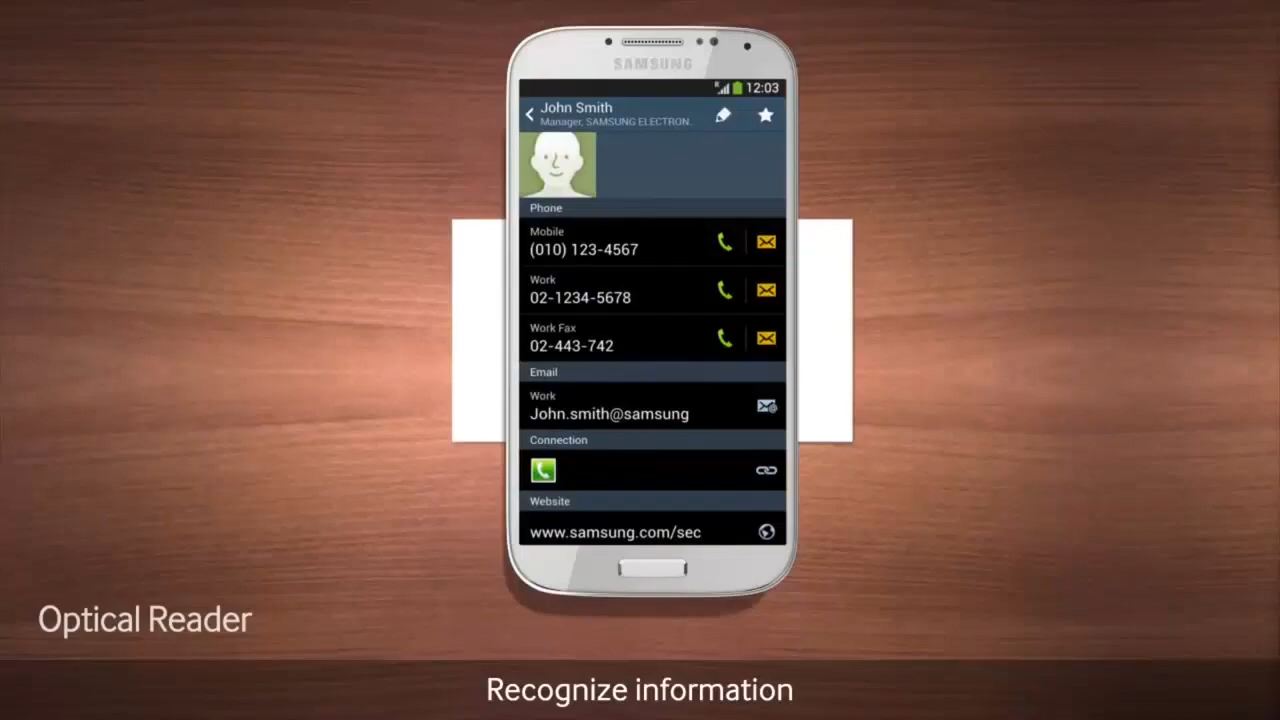 SAMSUNG
12:03
John Smith
Manager, SAMSUNG ELECTRON..
Phone
Mobile
(010) 123-4567
Work
02-1234-5678
Work Fax
02-443-742
Email
Work
John.smith@samsung
Connection
Website
www.samsung.com/sec
Optical Reader
Recognize information